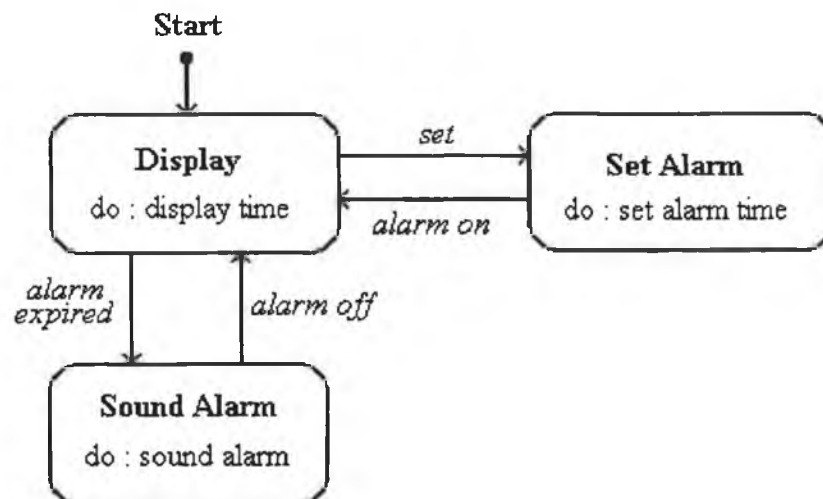 Start
Display
do : display time
set
alarm on
Set Alarm
do : set alarm time
alarm
expired
alarm off
Sound Alarm
do : sound alarm